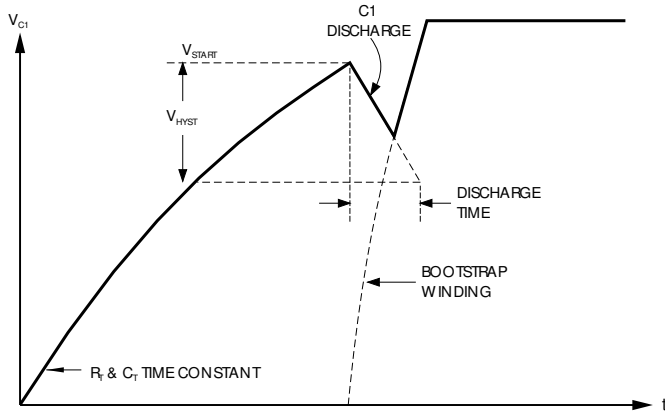 V_C1
C1
DISCHARGE
V_START
V_HYST
DISCHARGE
TIME
BOOTSTRAP
WINDING
R_T & C_T TIME CONSTANT
t